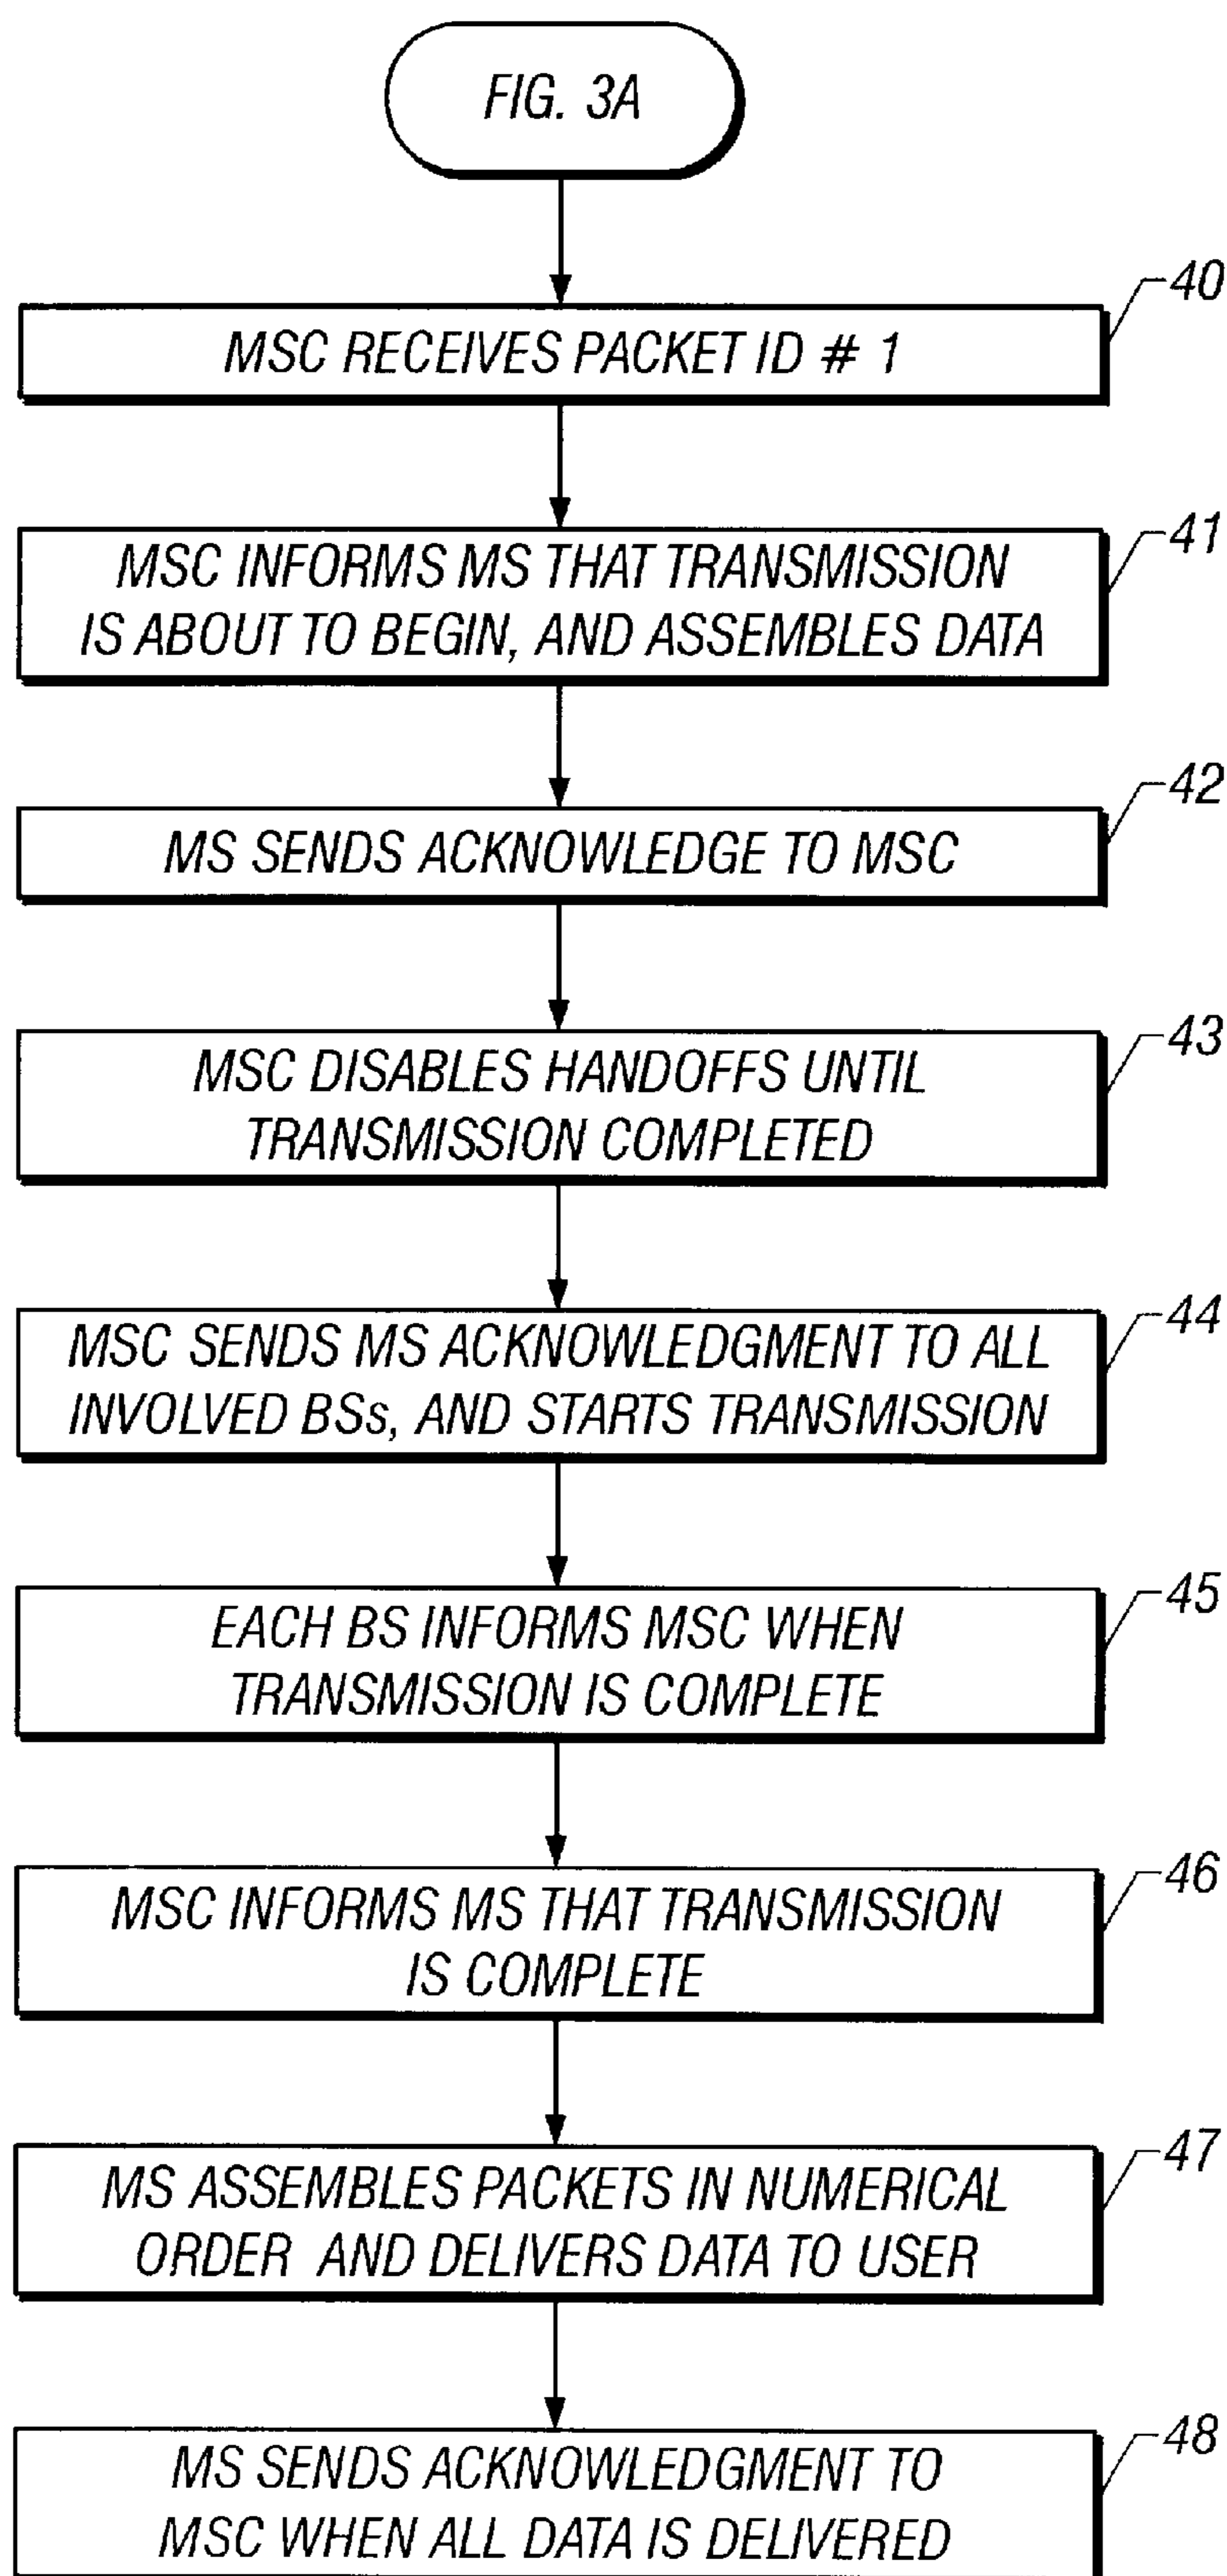 FIG. 3A
40
MSC RECEIVES PACKET ID # 1
41
MSC INFORMS MS THAT TRANSMISSION
IS ABOUT TO BEGIN, AND ASSEMBLES DATA
42
MS SENDS ACKNOWLEDGE TO MSC
43
MSC DISABLES HANDOFFS UNTIL
TRANSMISSION COMPLETED
44
MSC SENDS MS ACKNOWLEDGMENT TO ALL
INVOLVED BSs, AND STARTS TRANSMISSION
45
EACH BS INFORMS MSC WHEN
TRANSMISSION IS COMPLETE
46
MSC INFORMS MS THAT TRANSMISSION
IS COMPLETE
47
MS ASSEMBLES PACKETS IN NUMERICAL
ORDER AND DELIVERS DATA TO USER
48
MS SENDS ACKNOWLEDGMENT TO
MSC WHEN ALL DATA IS DELIVERED